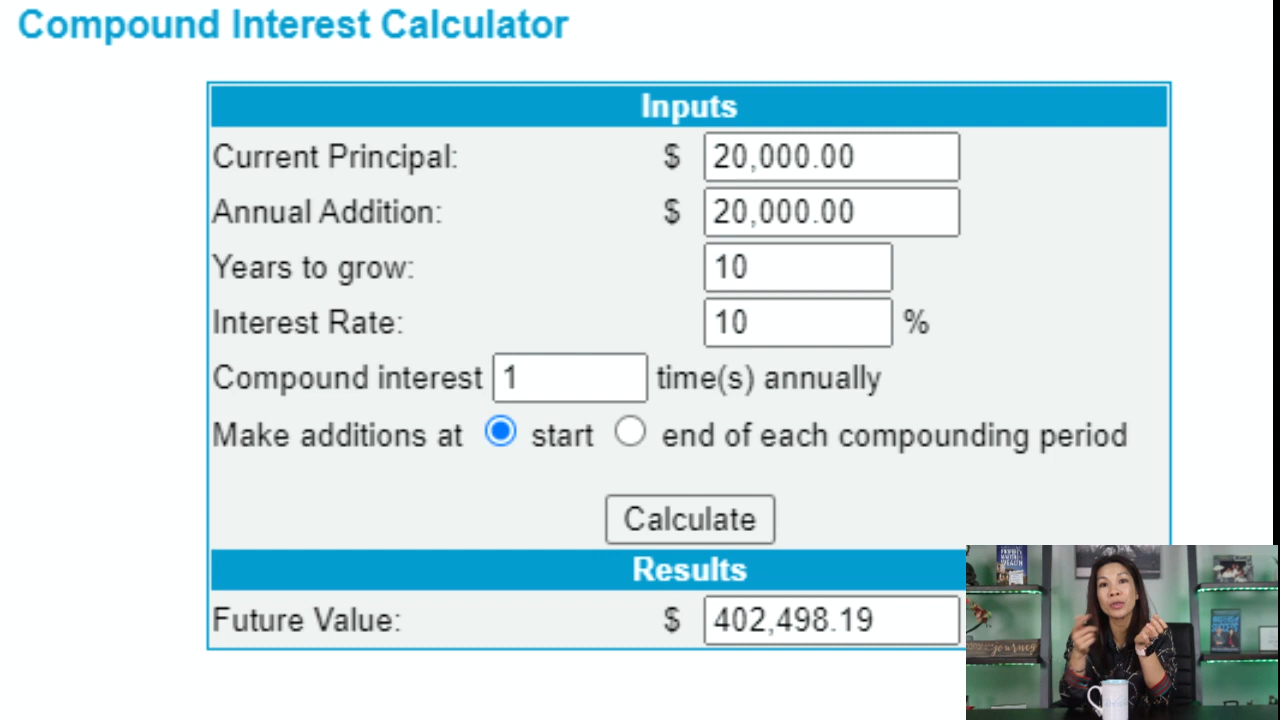 Compound Interest Calculator
Inputs
Current Principal: $ 20,000.00
Annual Addition: $ 20,000.00
Years to grow: 10
Interest Rate: 10 %
Compound interest 1 time(s) annually
Make additions at start end of each compounding period
Calculate
Results
Future Value: $ 402,498.19
journey